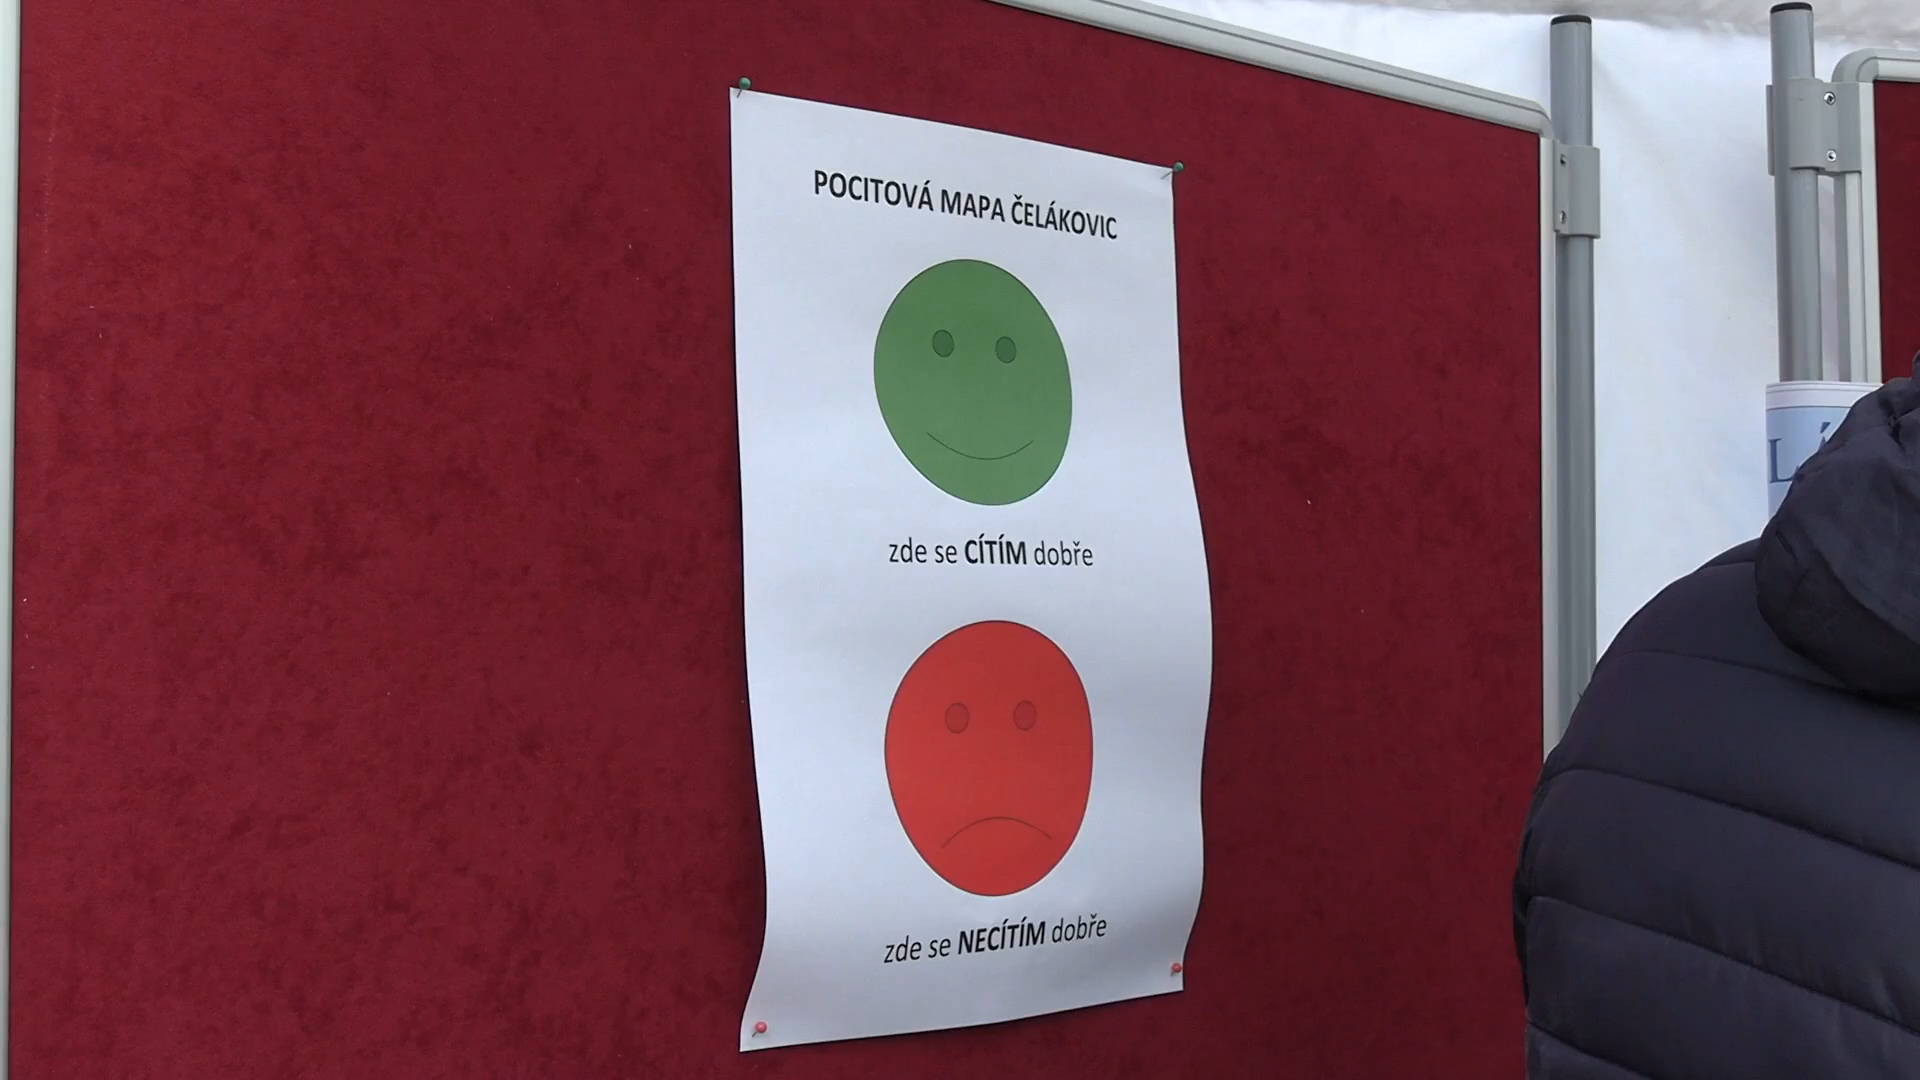 POCITOVÁ MAPA ČELÁKOVIC
zde se CÍTÍM dobře
zde se NECÍTÍM dobře